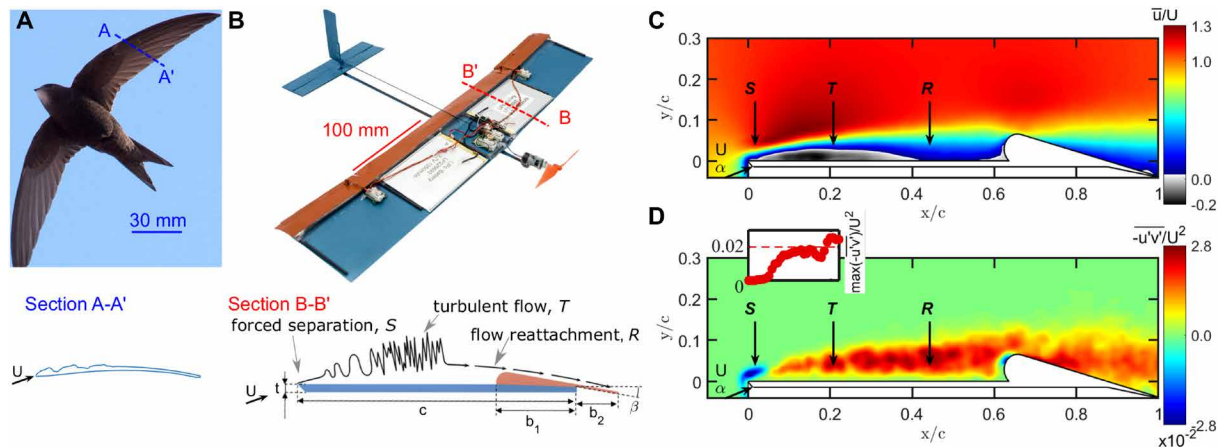 A
A
A'
30 mm
Section A-A'
U
B
B'
B
100 mm
Section B-B'
forced separation, S
turbulent flow, T
flow reattachment, R
U
t
c
b1
b2
β
C
u̅/U
1.3
1.0
0.0
-0.2
0.3
0.2
0.1
0
y/c
S
T
R
U
α
0
0.2
0.4
0.6
0.8
1
x/c
D
-u'v'/U²
2.8
0.0
-2.8
x10⁻²
0.02
0
max(-u'v')/U²
0.3
0.2
0.1
0
y/c
S
T
R
U
α
0
0.2
0.4
0.6
0.8
1
x/c